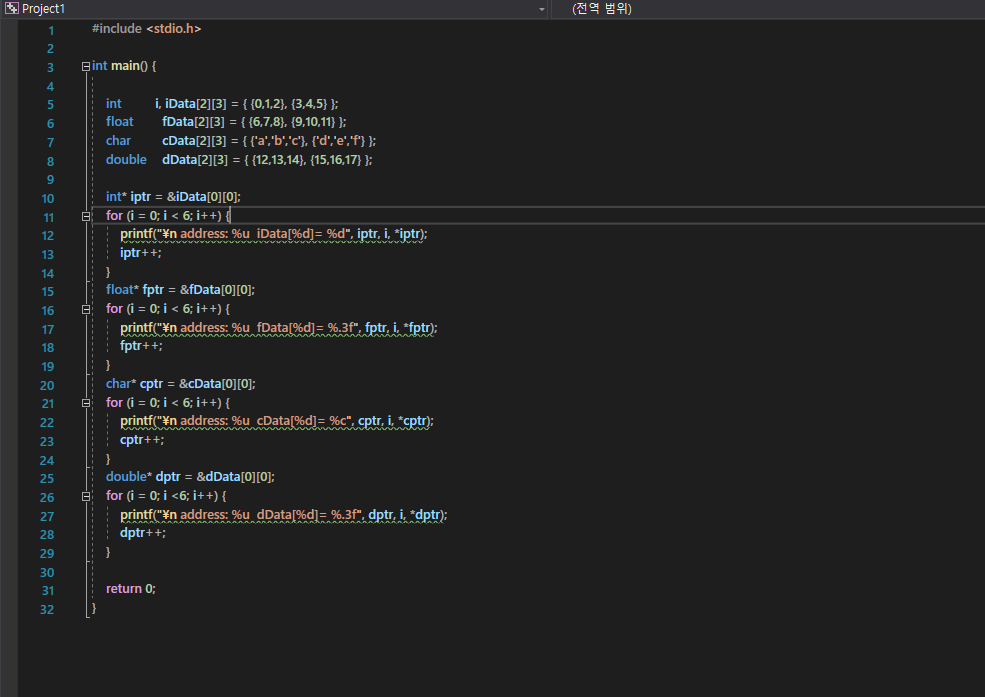 Project1
(전역 범위)
1 #include <stdio.h>
2
3 int main() {
4
5 int i, iData[2][3] = { {0,1,2}, {3,4,5} };
6 float fData[2][3] = { {6,7,8}, {9,10,11} };
7 char cData[2][3] = { {'a','b','c'}, {'d','e','f'} };
8 double dData[2][3] = { {12,13,14}, {15,16,17} };
9
10 int* iptr = &iData[0][0];
11 for (i = 0; i < 6; i++) {
12 printf("₩n address: %u iData[%d]= %d", iptr, i, *iptr);
13 iptr++;
14 }
15 float* fptr = &fData[0][0];
16 for (i = 0; i < 6; i++) {
17 printf("₩n address: %u fData[%d]= %.3f", fptr, i, *fptr);
18 fptr++;
19 }
20 char* cptr = &cData[0][0];
21 for (i = 0; i < 6; i++) {
22 printf("₩n address: %u cData[%d]= %c", cptr, i, *cptr);
23 cptr++;
24 }
25 double* dptr = &dData[0][0];
26 for (i = 0; i <6; i++) {
27 printf("₩n address: %u dData[%d]= %.3f", dptr, i, *dptr);
28 dptr++;
29 }
30
31 return 0;
32 }